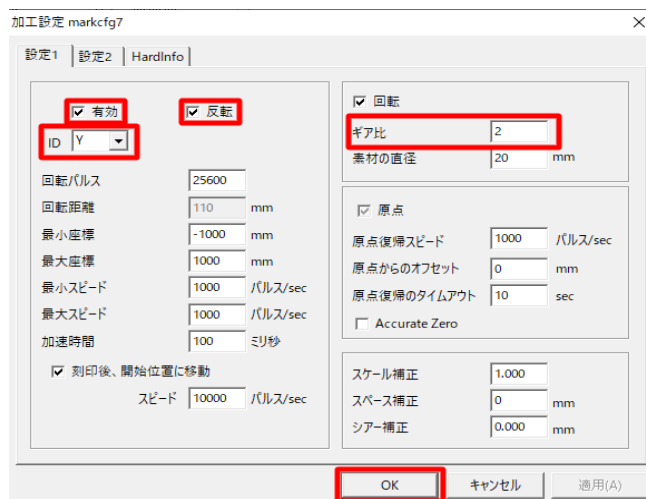 加工設定 markcfg7
設定1 設定2 HardInfo
有効 反転
ID Y
回転パルス 25600
回転距離 110 mm
最小座標 -1000 mm
最大座標 1000 mm
最小スピード 1000 パルス/sec
最大スピード 1000 パルス/sec
加速時間 100 ミリ秒
刻印後、開始位置に移動
スピード 10000 パルス/sec
回転
ギア比 2
素材の直径 20 mm
原点
原点復帰スピード 1000 パルス/sec
原点からのオフセット 0 mm
原点復帰のタイムアウト 10 sec
Accurate Zero
スケール補正 1.000
スペース補正 0 mm
シアー補正 0.000 mm
OK キャンセル 適用(A)